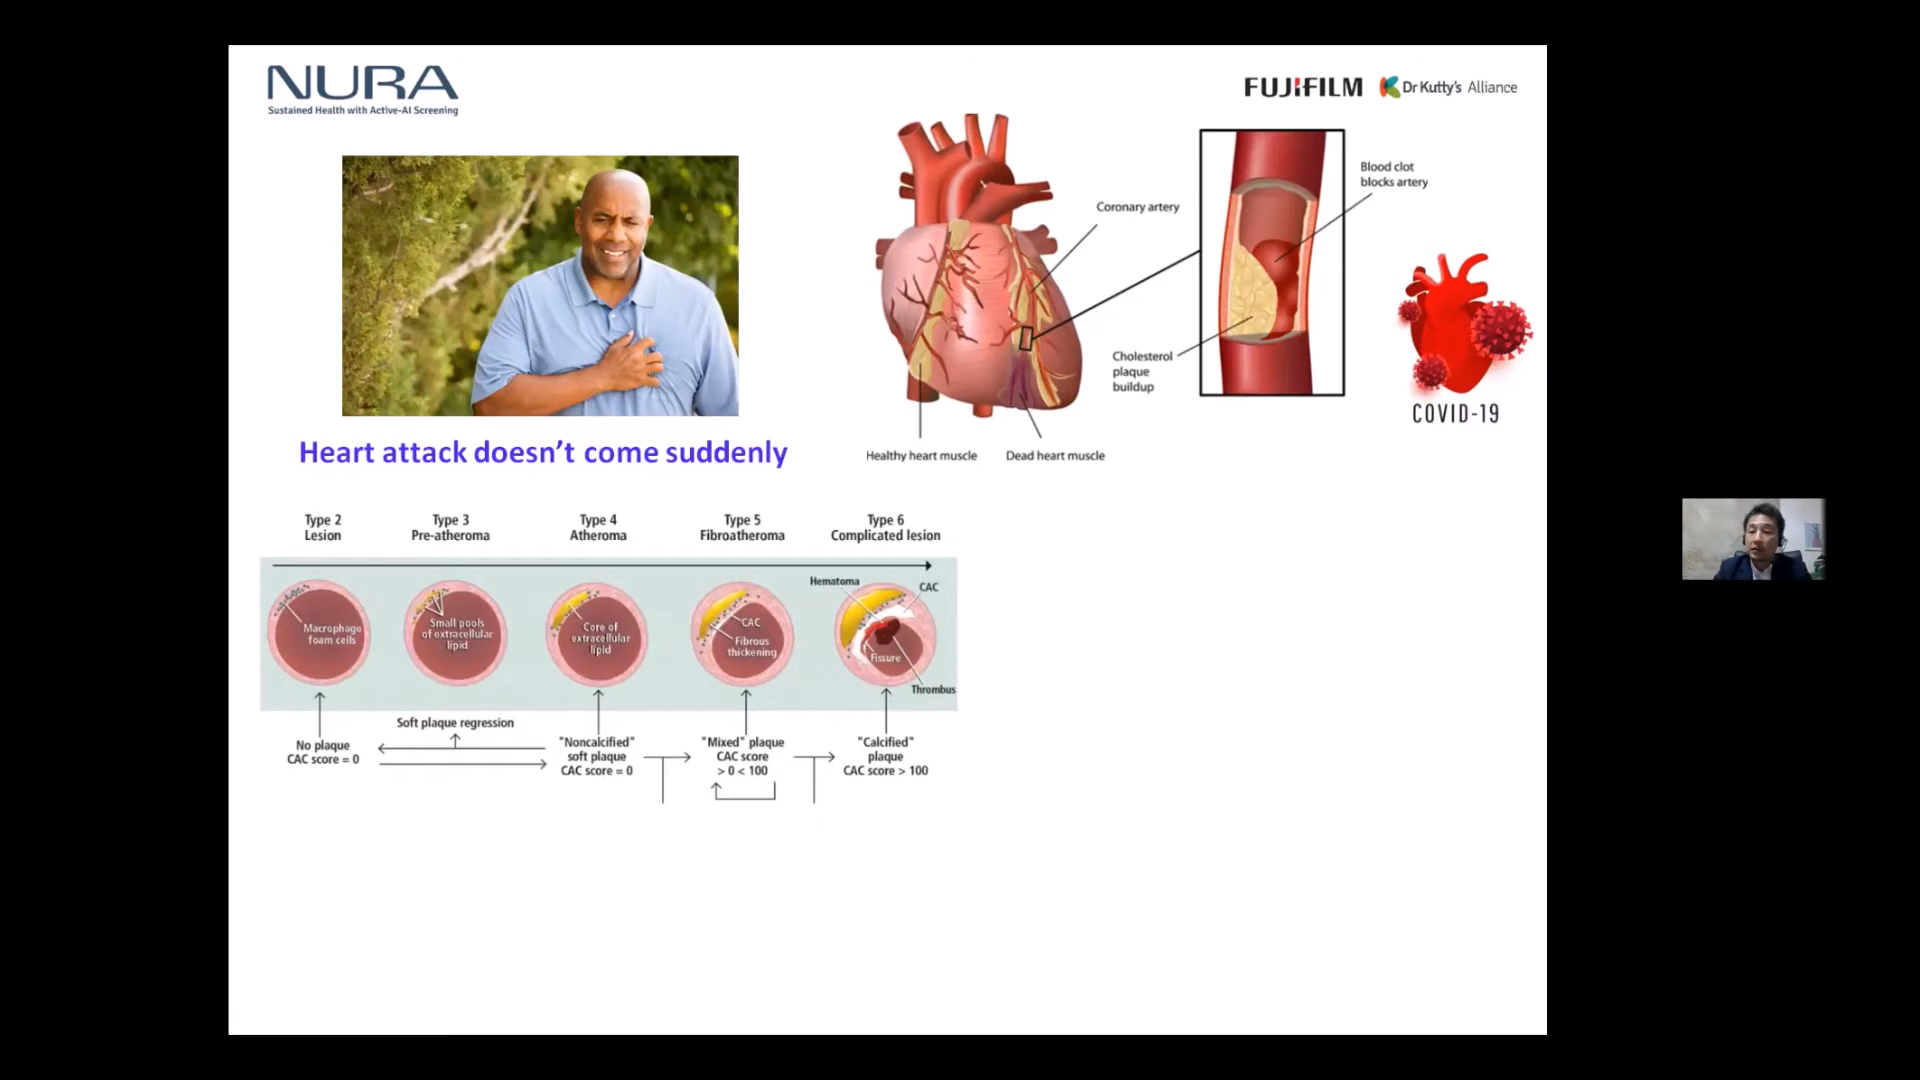 NURA
Sustained Health with Active-AI Screening
FUJIFILM
Dr Kutty's Alliance
Blood clot
blocks artery
Coronary artery
Cholesterol
plaque
buildup
COVID-19
Healthy heart muscle
Dead heart muscle
Heart attack doesn't come suddenly
Type 2
Lesion
Type 3
Pre-atheroma
Type 4
Atheroma
Type 5
Fibroatheroma
Type 6
Complicated lesion
Macrophage
foam cells
Small pools
of extracellular
lipid
Core of
extracellular
lipid
CAC
Fibrous
thickening
Hematoma
CAC
Fissure
Thrombus
Soft plaque regression
No plaque
CAC score = 0
"Noncalcified"
soft plaque
CAC score = 0
"Mixed" plaque
CAC score
> 0 < 100
"Calcified"
plaque
CAC score > 100